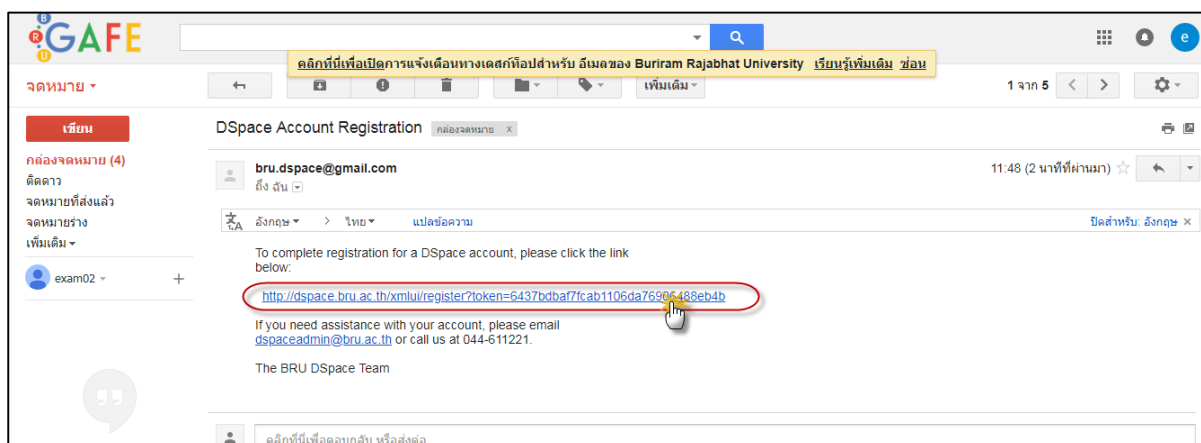 BRU GAFE
คลิกที่นี่เพื่อเปิดการแจ้งเตือนทางเดสก์ท็อปสำหรับ อีเมลของ Buriram Rajabhat University เรียนรู้เพิ่มเติม ซ่อน
e
จดหมาย
เพิ่มเติม
1 จาก 5
เขียน
DSpace Account Registration กล่องจดหมาย x
กล่องจดหมาย (4)
ติดดาว
จดหมายที่ส่งแล้ว
จดหมายร่าง
เพิ่มเติม
exam02 +
bru.dspace@gmail.com 11:48 (2 นาทีที่ผ่านมา)
ถึง ฉัน
อังกฤษ > ไทย แปลข้อความ ปิดสำหรับ: อังกฤษ ×
To complete registration for a DSpace account, please click the link
below:
http://dspace.bru.ac.th/xmlui/register?token=6437bdbaf7fcab1106da76905488eb4b
If you need assistance with your account, please email
dspaceadmin@bru.ac.th or call us at 044-611221.
The BRU DSpace Team
คลิกที่นี่เพื่อตอบกลับ หรือส่งต่อ